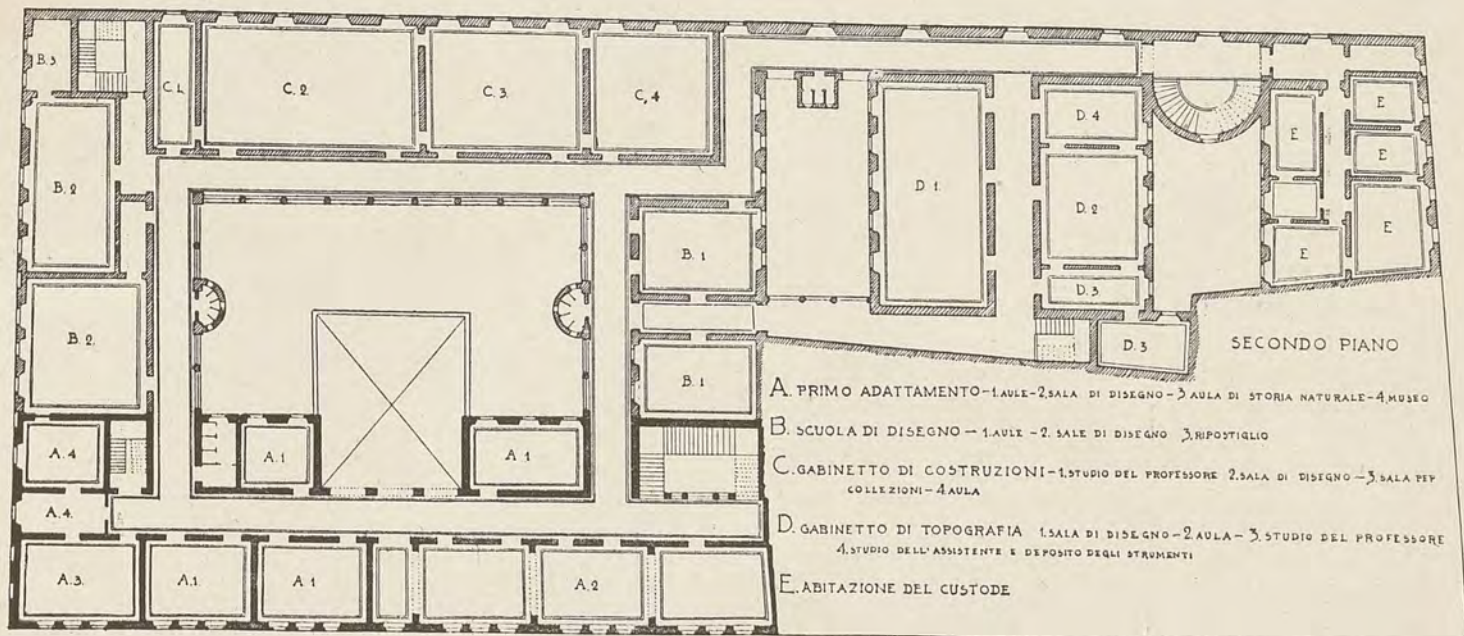 B.3
C.1.
C.2
C.3.
C.4
D.4
E
E
E
B.2
D 1.
D.2
B.1
E
E
D.3
B 2.
B.1
D.3
SECONDO PIANO
A. PRIMO ADATTAMENTO-1.AULE-2.SALA DI DISEGNO-3.AULA DI STORIA NATURALE-4.MUSEO
A.4
A.1
A 1
B. SCUOLA DI DISEGNO-1.AULE-2. SALE DI DISEGNO 3.RIPOSTIGLIO
C.GABINETTO DI COSTRUZIONI-1.STUDIO DEL PROFESSORE 2.SALA DI DISEGNO-3.SALA PER
COLLEZIONI-4.AULA
A.4.
D. GABINETTO DI TOPOGRAFIA 1.SALA DI DISEGNO-2.AULA-3.STUDIO DEL PROFESSORE
4.STUDIO DELL'ASSISTENTE E DEPOSITO DEGLI STRUMENTI
A.3.
A.1.
A 1
A.2
E. ABITAZIONE DEL CUSTODE